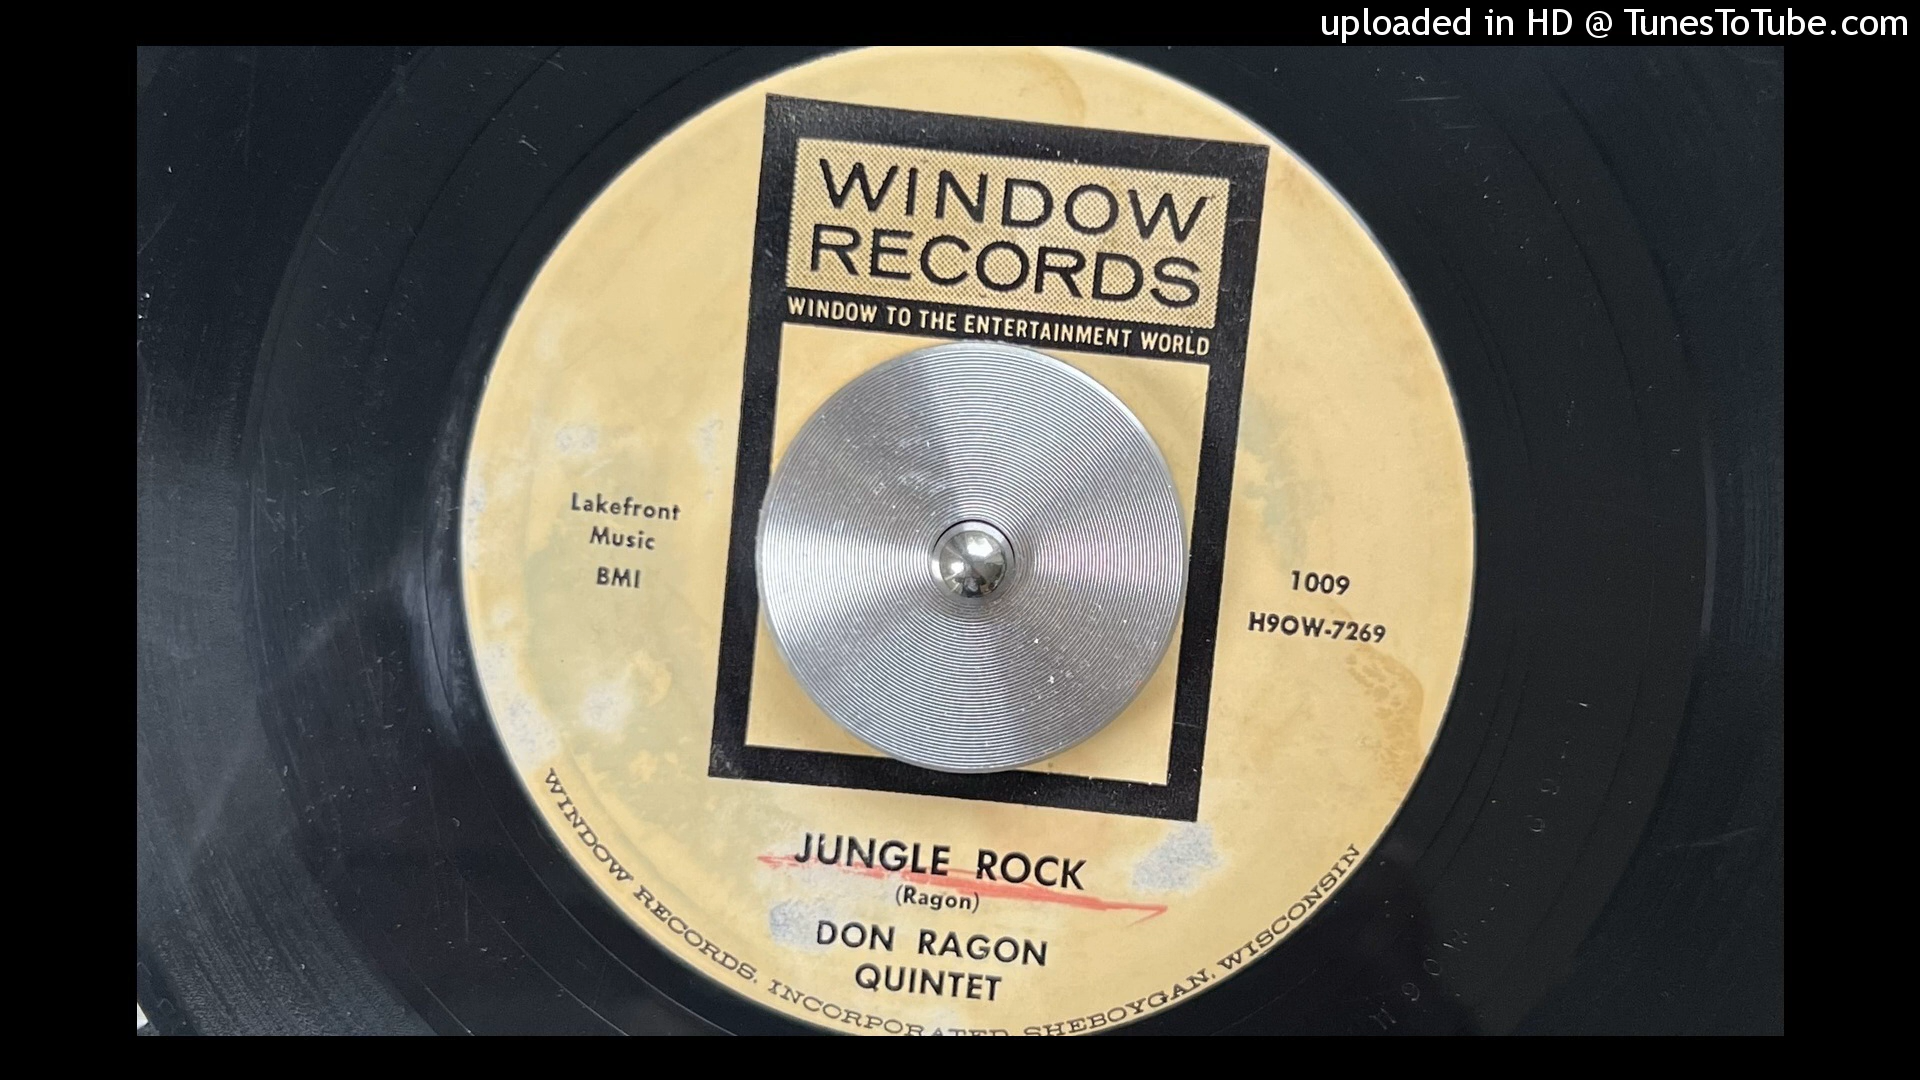 uploaded in HD @ TunesToTube.com
WINDOW
RECORDS
WINDOW TO THE ENTERTAINMENT WORLD
Lakefront
Music
BMI
1009
H9OW-7269
JUNGLE ROCK
(Ragon)
DON RAGON
QUINTET
WINDOW RECORDS, INCORPORATED, SHEBOYGAN, WISCONSIN